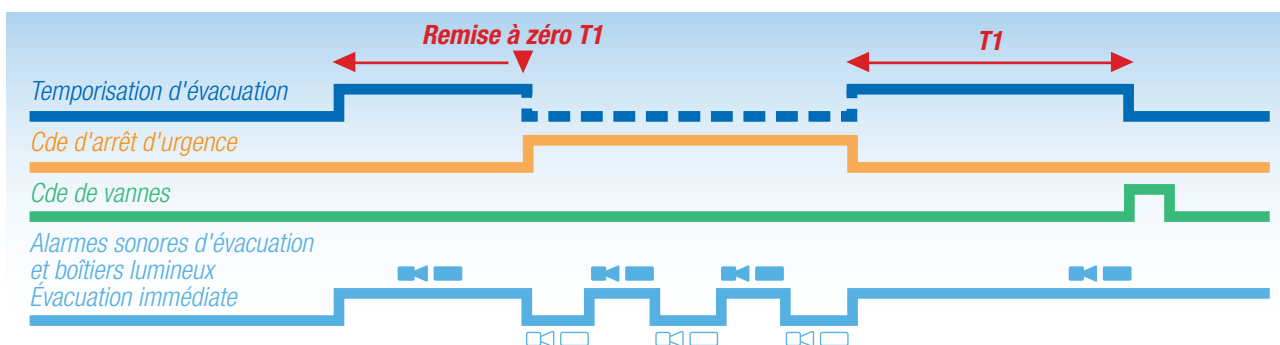 Remise à zéro T1
T1
Temporisation d'évacuation
Cde d'arrêt d'urgence
Cde de vannes
Alarmes sonores d'évacuation
et boîtiers lumineux
Évacuation immédiate